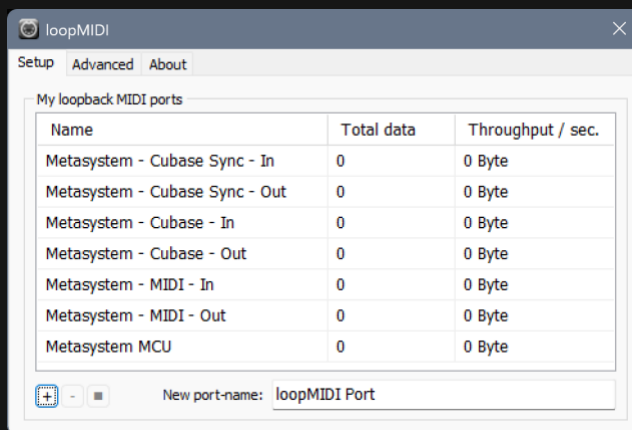 loopMIDI
Setup Advanced About
My loopback MIDI ports
Name Total data Throughput / sec.
Metasystem - Cubase Sync - In 0 0 Byte
Metasystem - Cubase Sync - Out 0 0 Byte
Metasystem - Cubase - In 0 0 Byte
Metasystem - Cubase - Out 0 0 Byte
Metasystem - MIDI - In 0 0 Byte
Metasystem - MIDI - Out 0 0 Byte
Metasystem MCU 0 0 Byte
+ - New port-name: loopMIDI Port